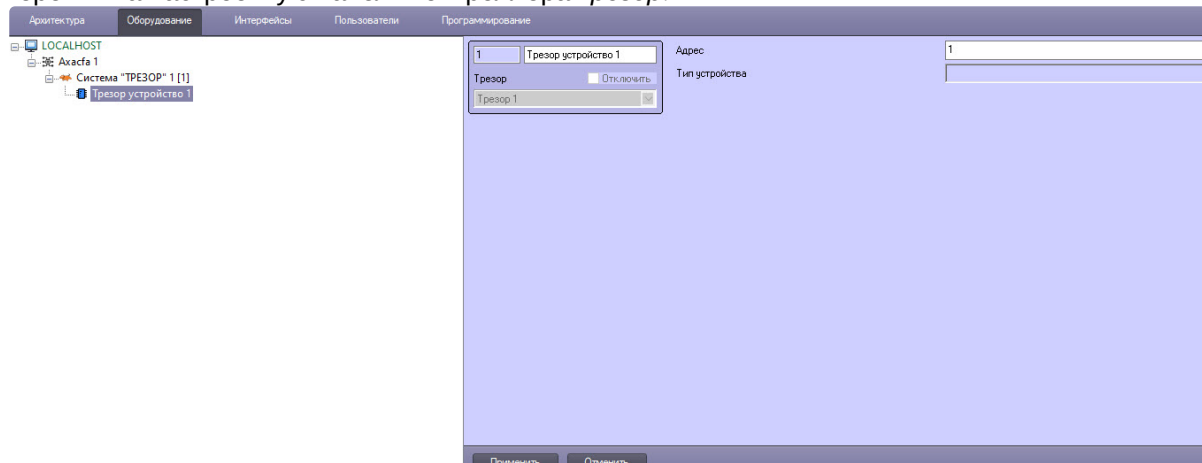 Архитектура Оборудование Интерфейсы Пользователи Программирование
LOCALHOST
Axacfa 1
Система "ТРЕЗОР" 1 [1]
Трезор устройство 1
1 Трезор устройство 1
Трезор Отключить
Трезор 1
Адрес 1
Тип устройства
Применить Отменить